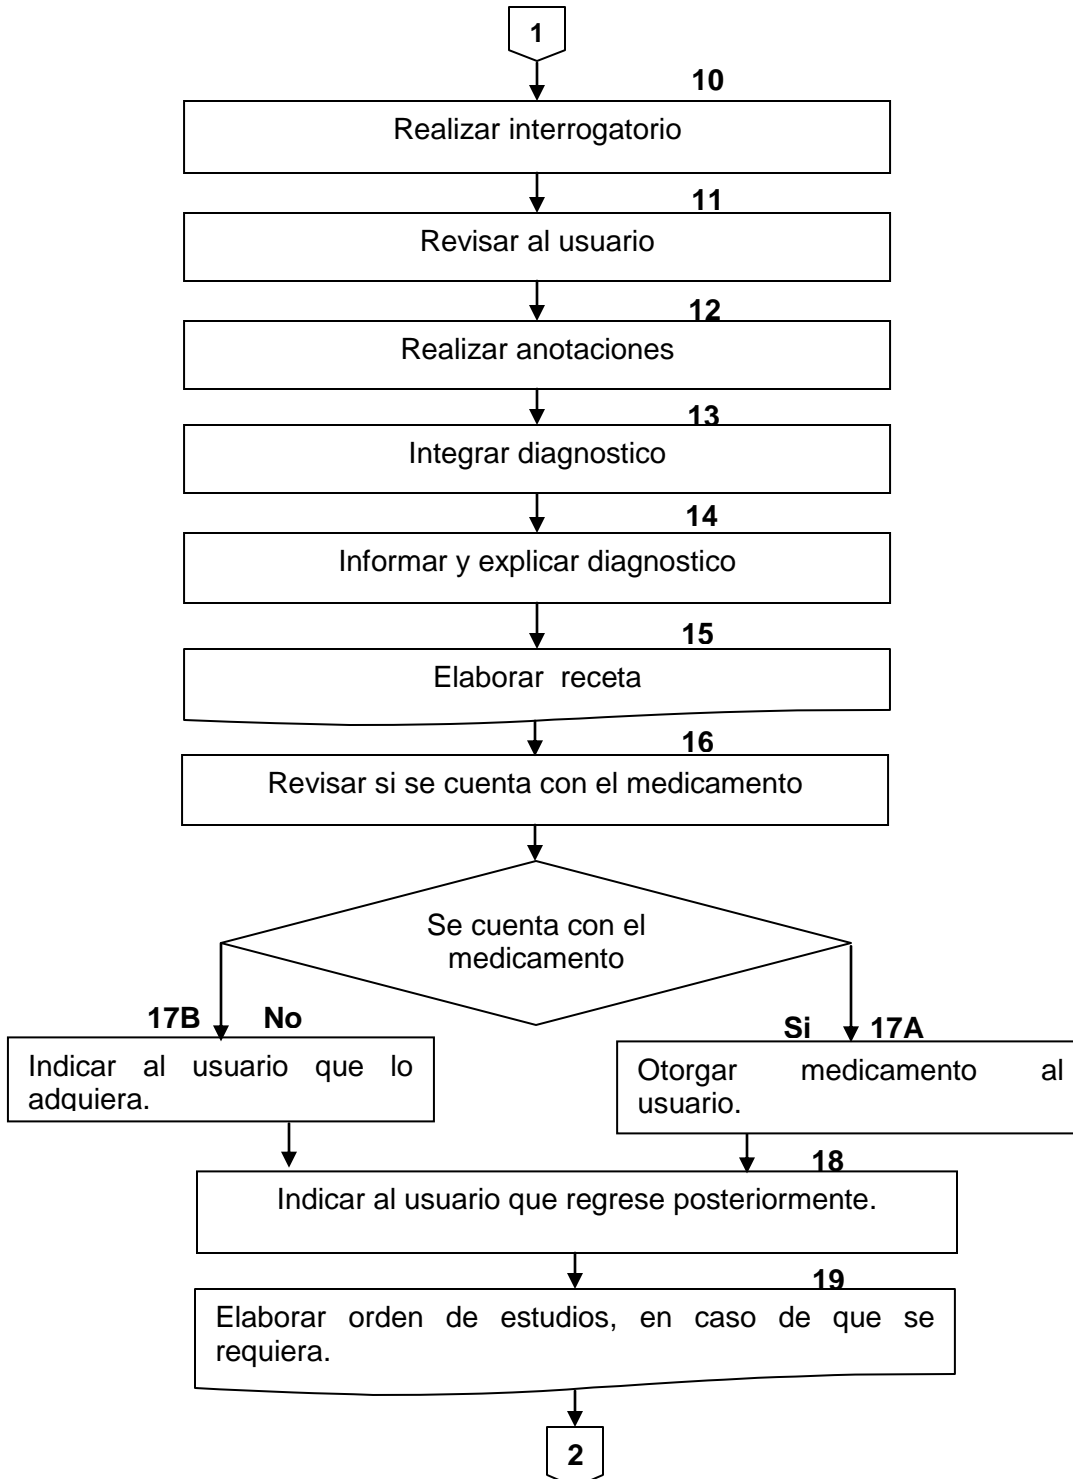 1
10
Realizar interrogatorio
11
Revisar al usuario
12
Realizar anotaciones
13
Integrar diagnostico
14
Informar y explicar diagnostico
15
Elaborar receta
16
Revisar si se cuenta con el medicamento
Se cuenta con el
medicamento
17B No
Si 17A
Indicar al usuario que lo
adquiera.
Otorgar medicamento al
usuario.
18
Indicar al usuario que regrese posteriormente.
19
Elaborar orden de estudios, en caso de que se
requiera.
2